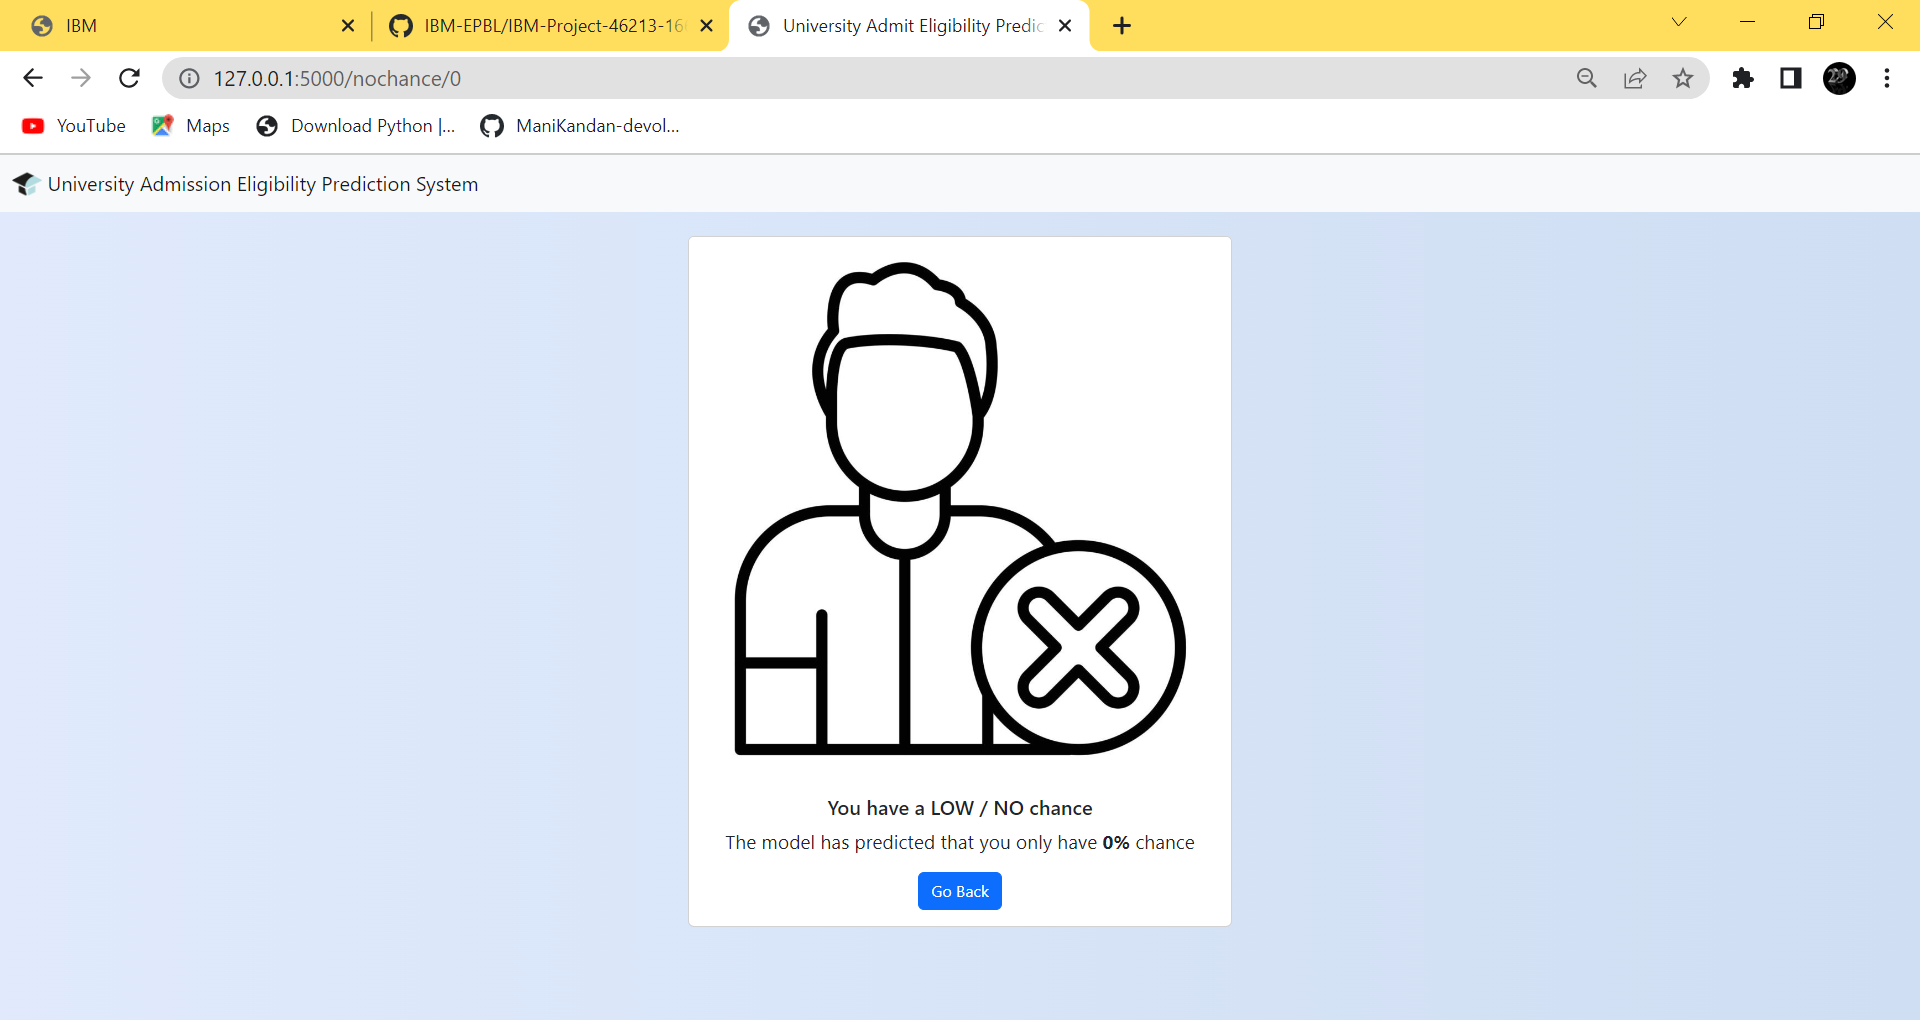 IBM
IBM-EPBL/IBM-Project-46213-16
University Admit Eligibility Predic
127.0.0.1:5000/nochance/0
YouTube
Maps
Download Python |...
ManiKandan-devol...
University Admission Eligibility Prediction System
You have a LOW / NO chance
The model has predicted that you only have 0% chance
Go Back